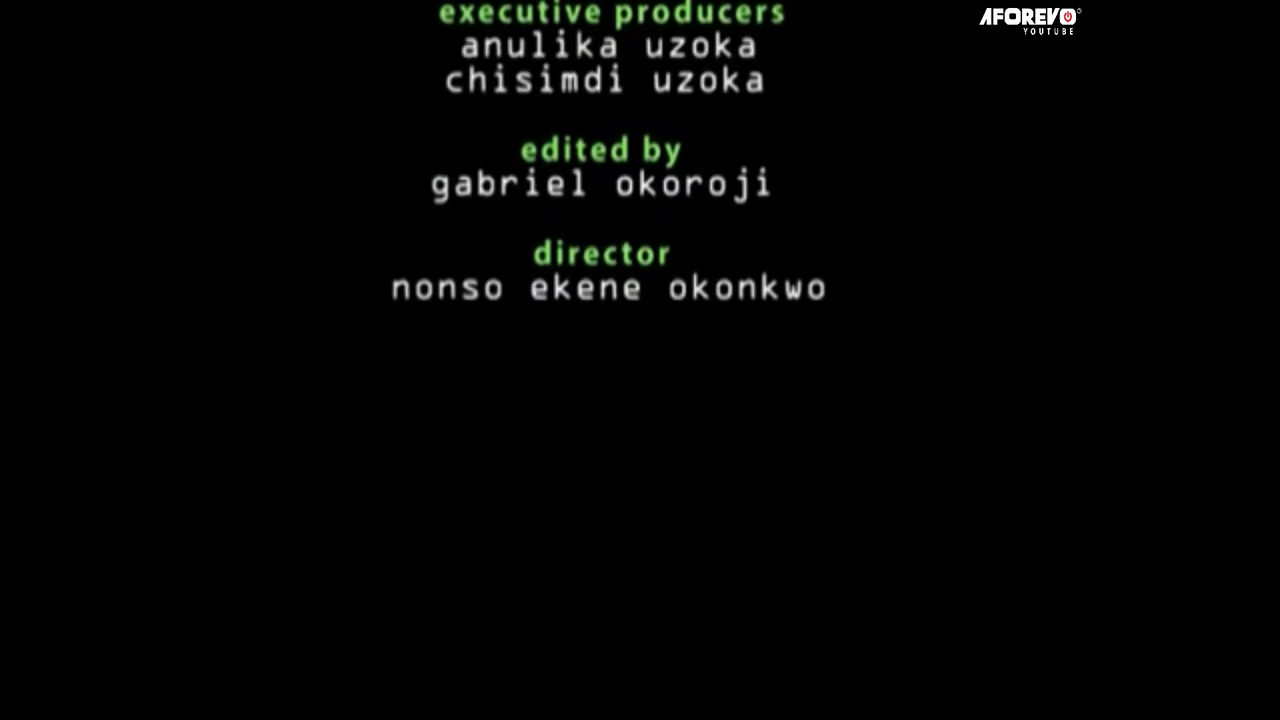 executive producers
anulika uzoka
chisimdi uzoka
edited by
gabriel okoroji
director
nonso ekene okonkwo
AFOREVO
YOUTUBE